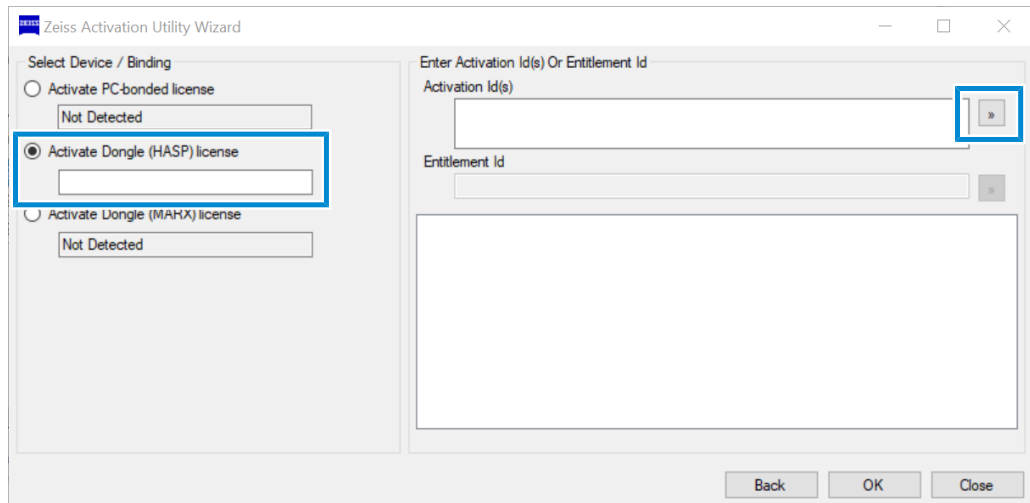 ZEISS Zeiss Activation Utility Wizard
Select Device / Binding
Activate PC-bonded license
Not Detected
Activate Dongle (HASP) license
Activate Dongle (MARX) license
Not Detected
Enter Activation Id(s) Or Entitlement Id
Activation Id(s)
»
Entitlement Id
»
Back OK Close